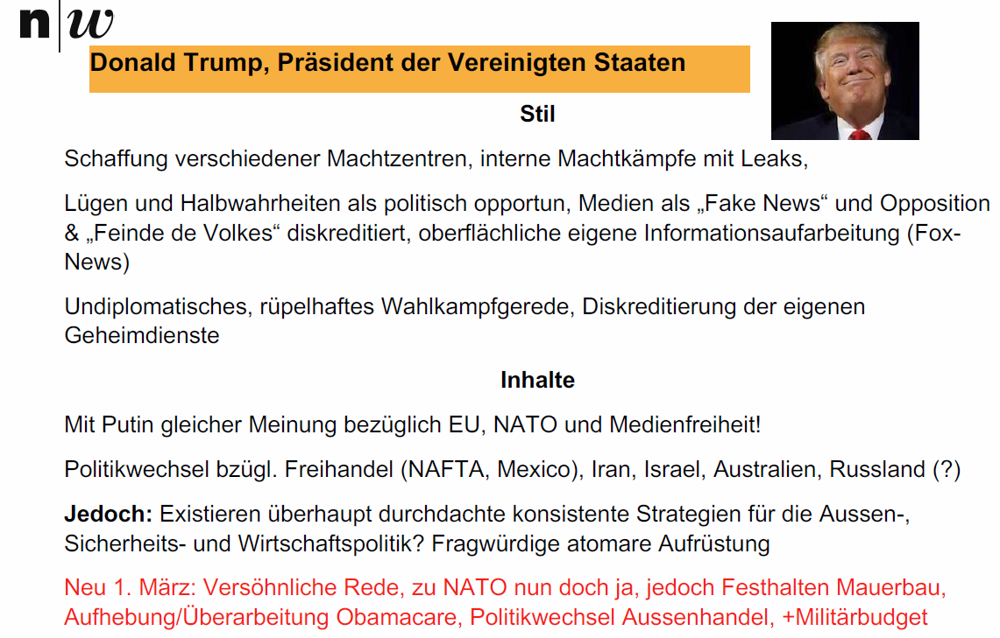 n|w
Donald Trump, Präsident der Vereinigten Staaten
Stil
Schaffung verschiedener Machtzentren, interne Machtkämpfe mit Leaks,
Lügen und Halbwahrheiten als politisch opportun, Medien als „Fake News“ und Opposition
& „Feinde de Volkes“ diskreditiert, oberflächliche eigene Informationsaufarbeitung (Fox-
News)
Undiplomatisches, rüpelhaftes Wahlkampfgerede, Diskreditierung der eigenen
Geheimdienste
Inhalte
Mit Putin gleicher Meinung bezüglich EU, NATO und Medienfreiheit!
Politikwechsel bzügl. Freihandel (NAFTA, Mexico), Iran, Israel, Australien, Russland (?)
Jedoch: Existieren überhaupt durchdachte konsistente Strategien für die Aussen-,
Sicherheits- und Wirtschaftspolitik? Fragwürdige atomare Aufrüstung
Neu 1. März: Versöhnliche Rede, zu NATO nun doch ja, jedoch Festhalten Mauerbau,
Aufhebung/Überarbeitung Obamacare, Politikwechsel Aussenhandel, +Militärbudget